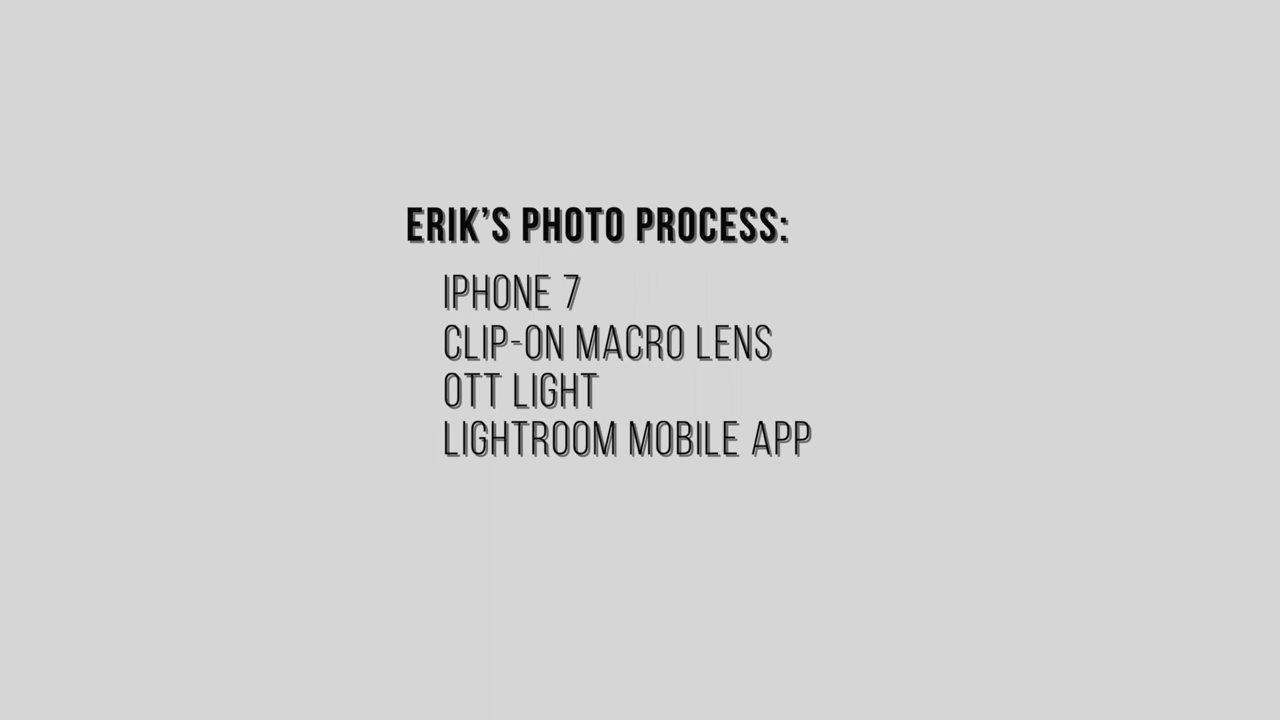 ERIK’S PHOTO PROCESS:
IPHONE 7
CLIP-ON MACRO LENS
OTT LIGHT
LIGHTROOM MOBILE APP